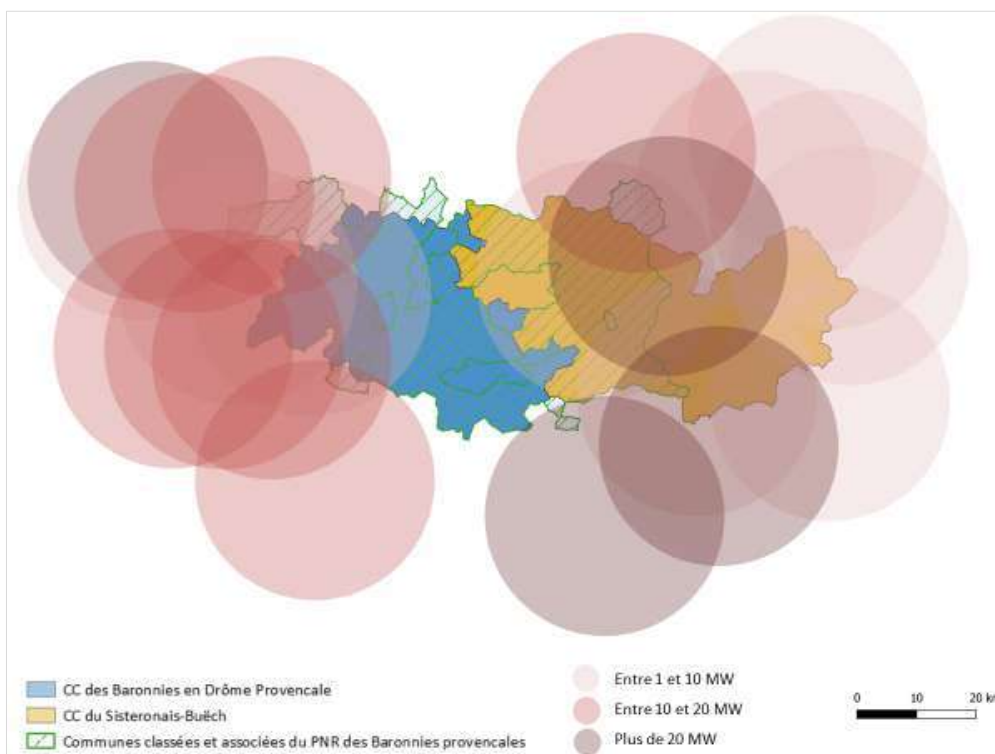 CC des Baronnies en Drôme Provencale
CC du Sisteronais-Buëch
Communes classées et associées du PNR des Baronnies provencales
Entre 1 et 10 MW
Entre 10 et 20 MW
Plus de 20 MW
0 10 20 km